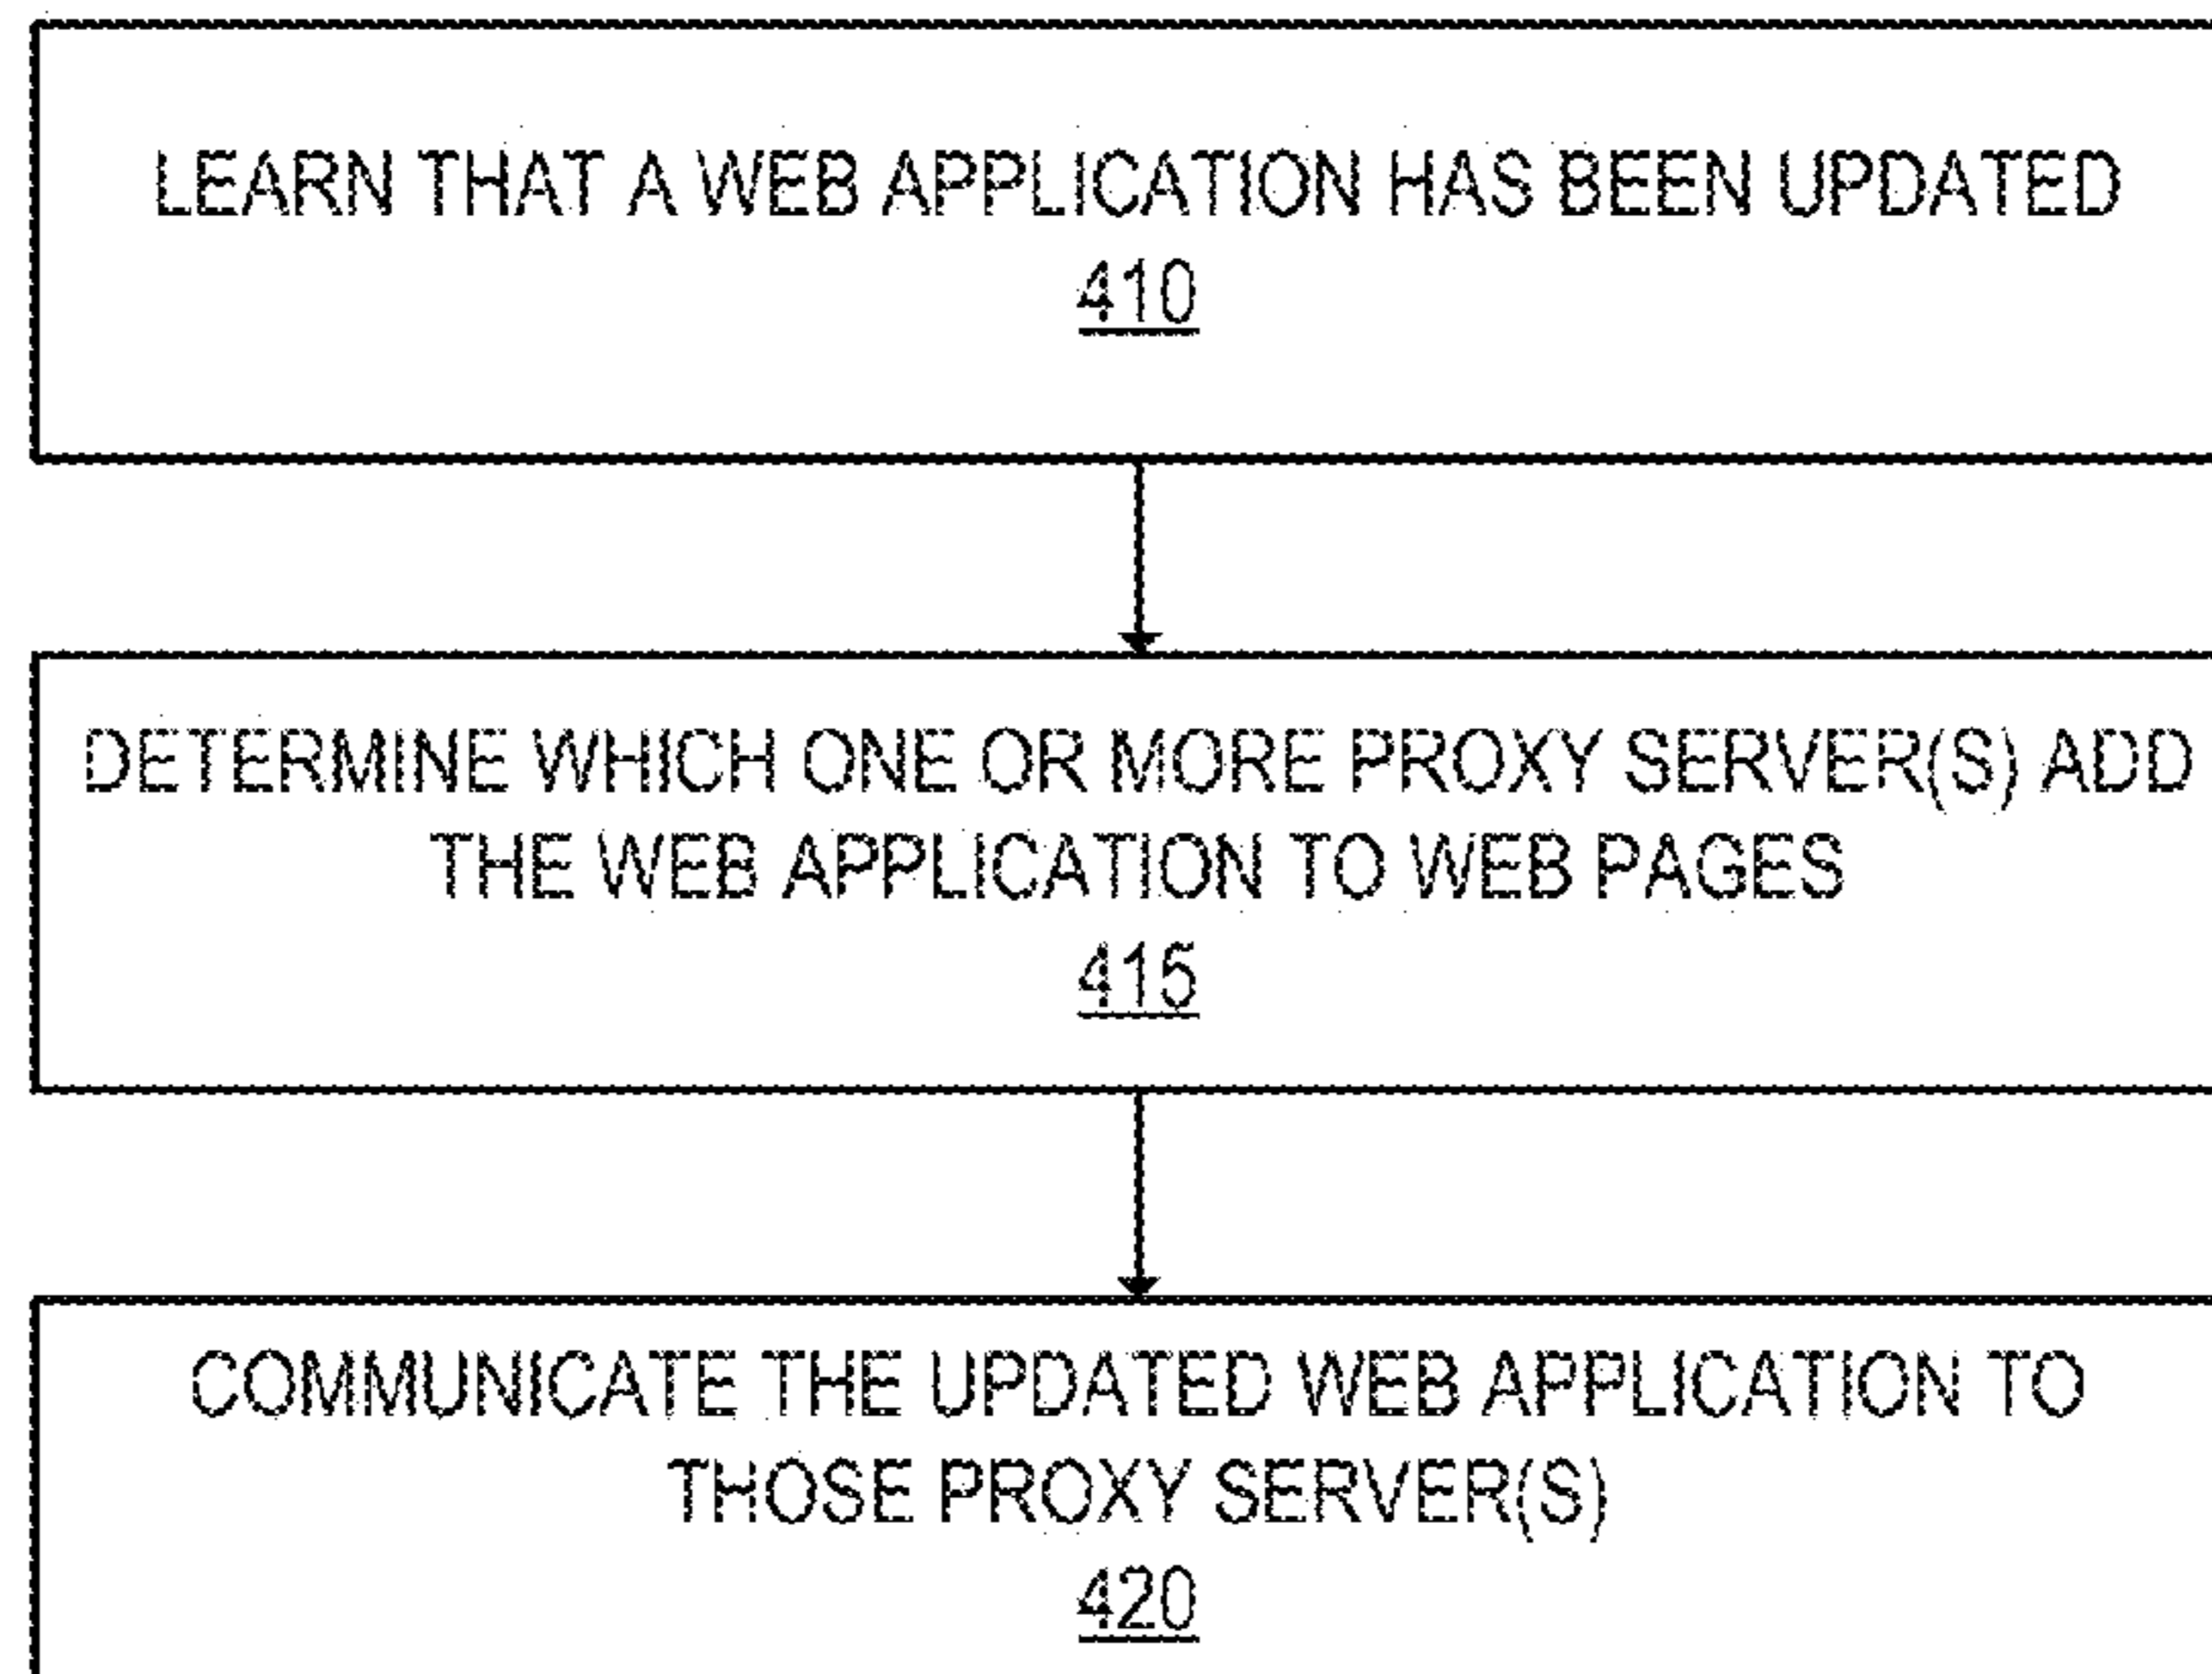 LEARN THAT A WEB APPLICATION HAS BEEN UPDATED
410
DETERMINE WHICH ONE OR MORE PROXY SERVER(S) ADD
THE WEB APPLICATION TO WEB PAGES
415
COMMUNICATE THE UPDATED WEB APPLICATION TO
THOSE PROXY SERVER(S)
420